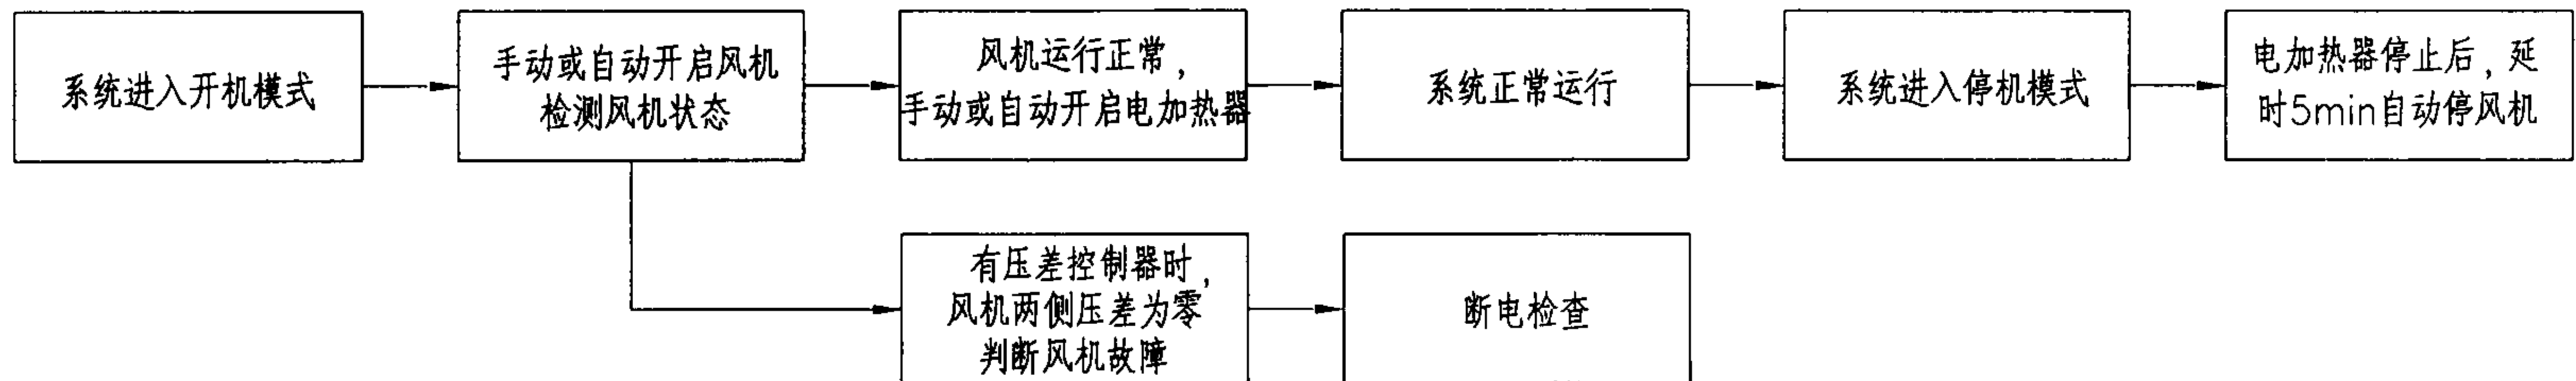 系统进入开机模式
手动或自动开启风机
检测风机状态
风机运行正常,
手动或自动开启电加热器
系统正常运行
系统进入停机模式
电加热器停止后,延
时5min自动停风机
有压差控制器时,
风机两侧压差为零
判断风机故障
断电检查